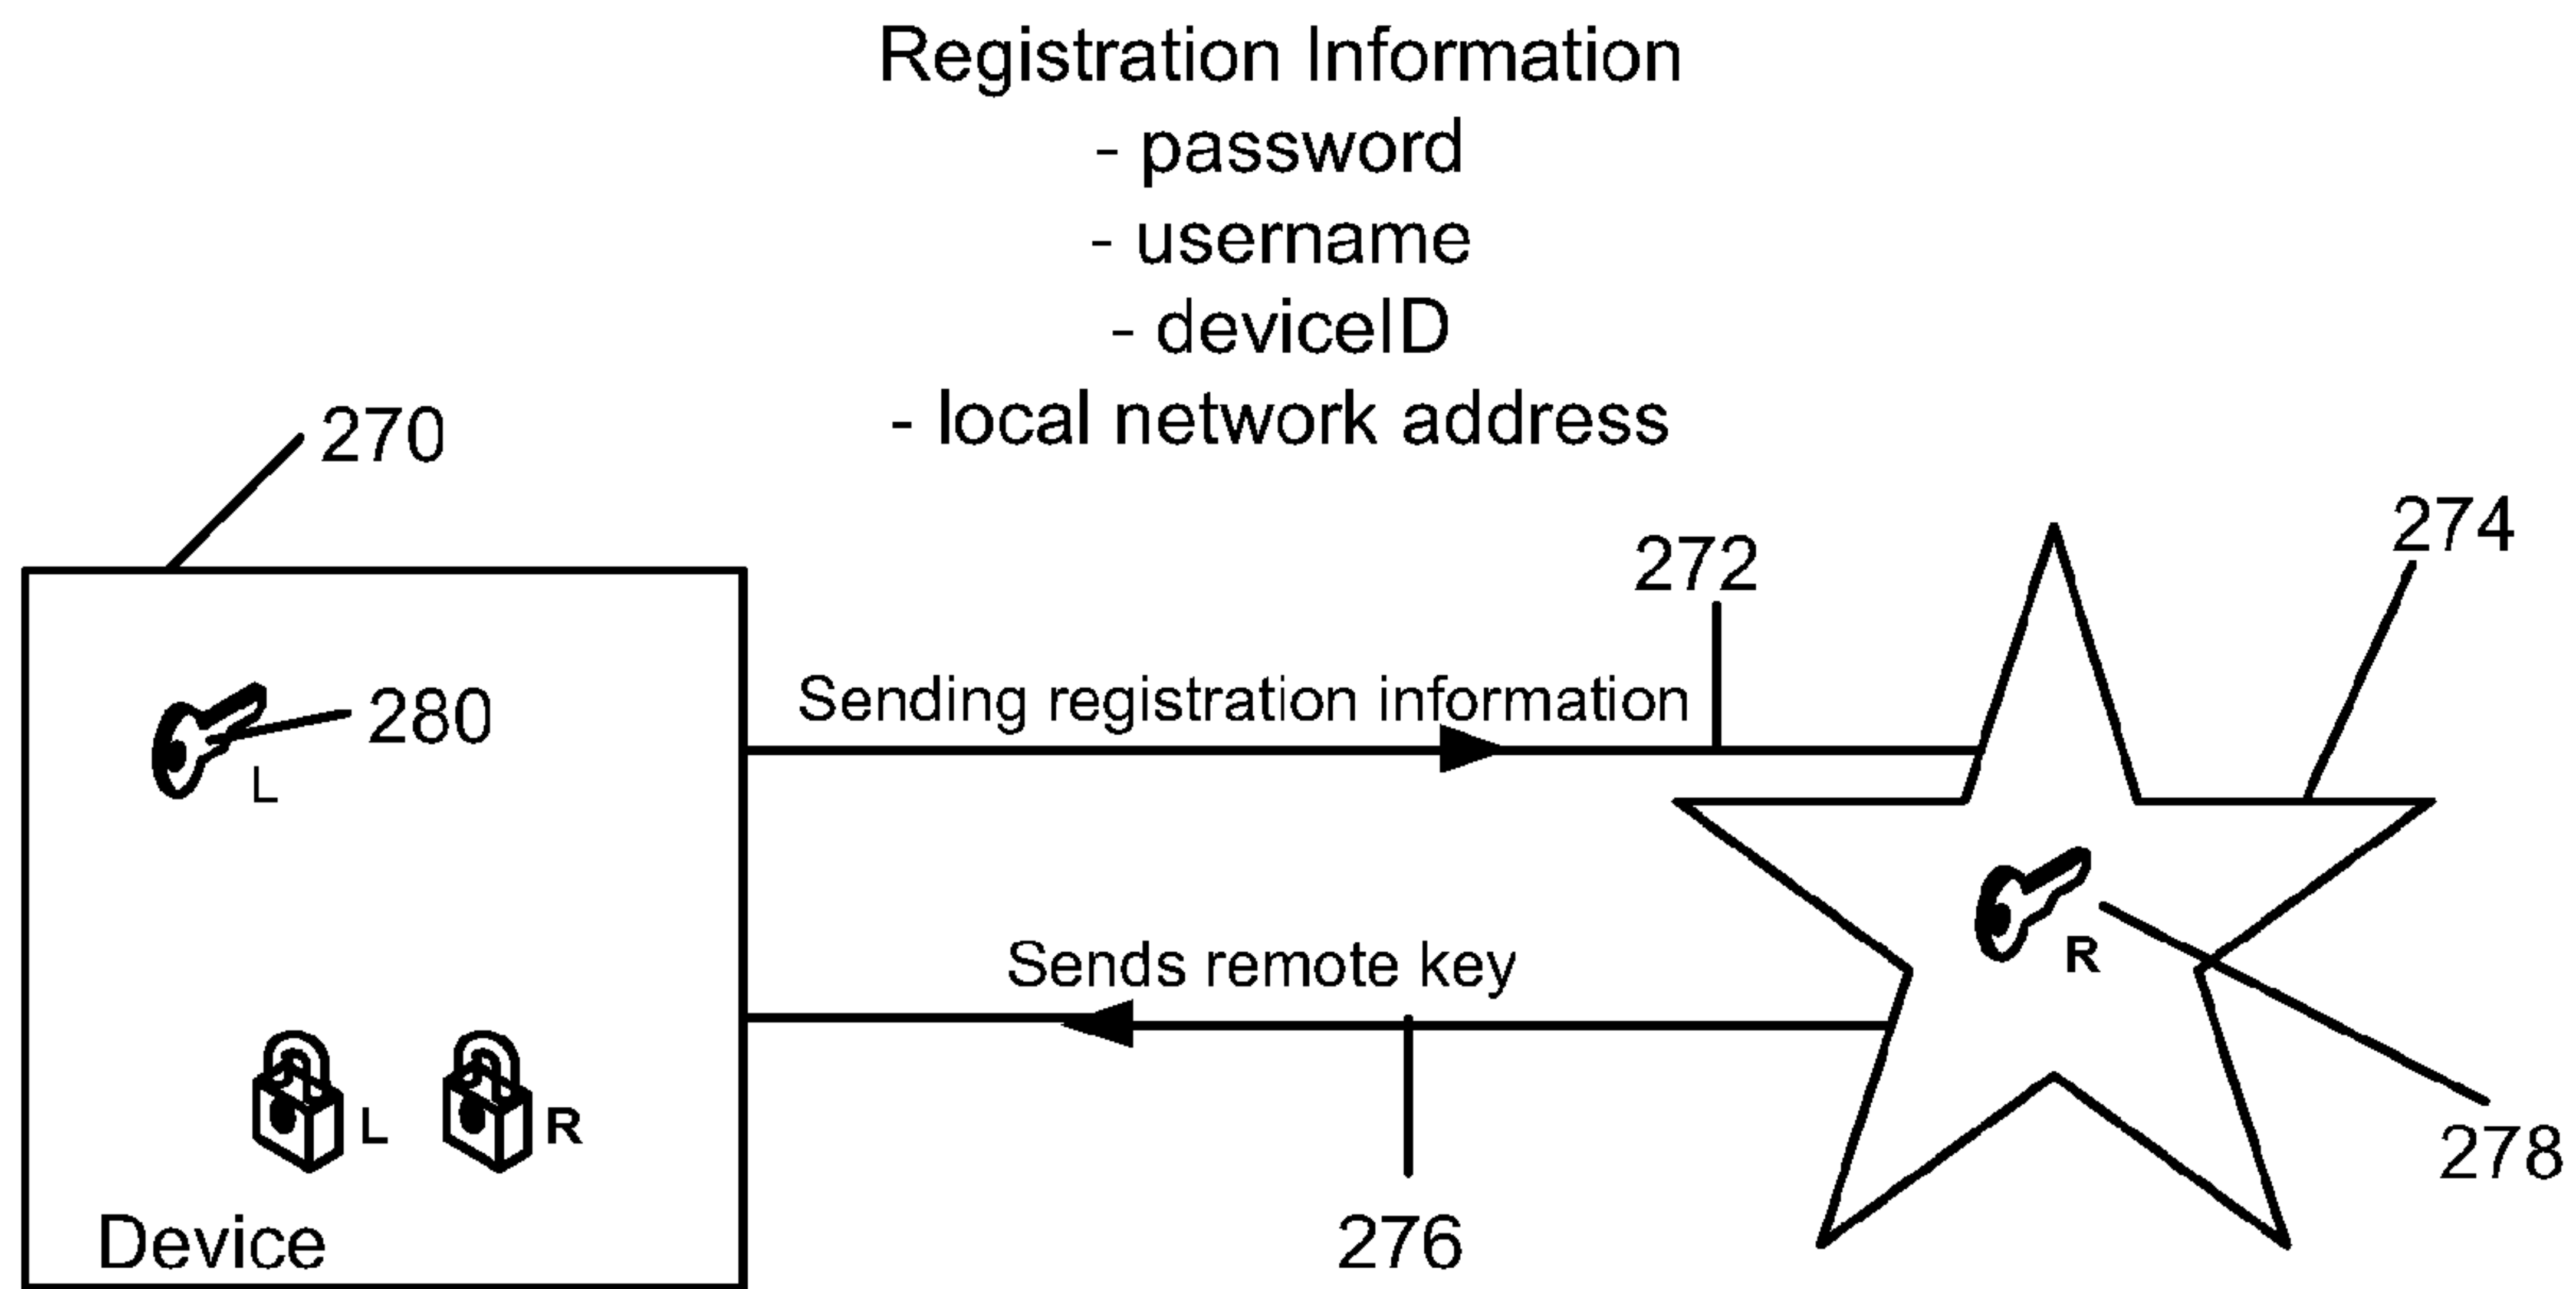 Registration Information
- password
- username
- deviceID
- local network address
270
274
272
Sending registration information
280
L
R
Sends remote key
L
R
278
276
Device